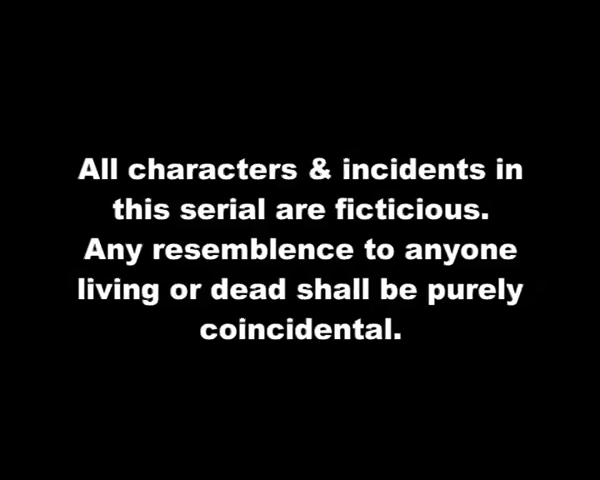 All characters & incidents in
this serial are ficticious.
Any resemblence to anyone
living or dead shall be purely
coincidental.